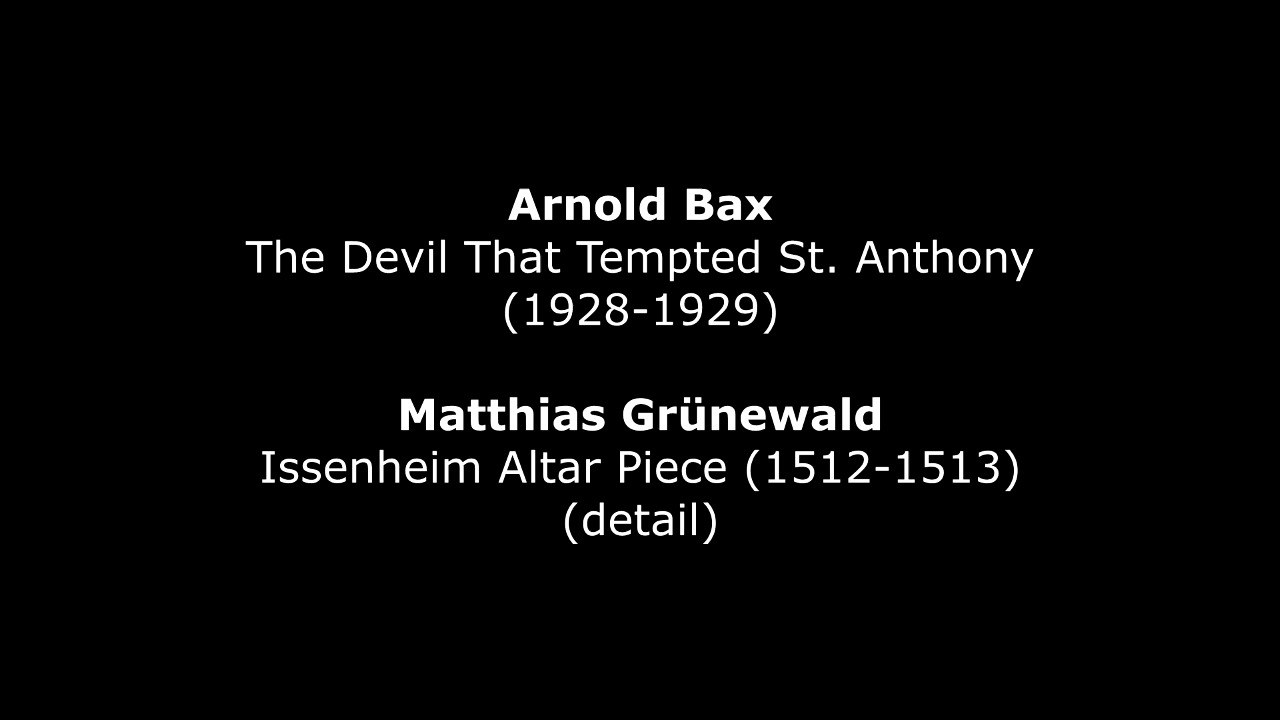 Arnold Bax
The Devil That Tempted St. Anthony
(1928-1929)
Matthias Grünewald
Issenheim Altar Piece (1512-1513)
(detail)